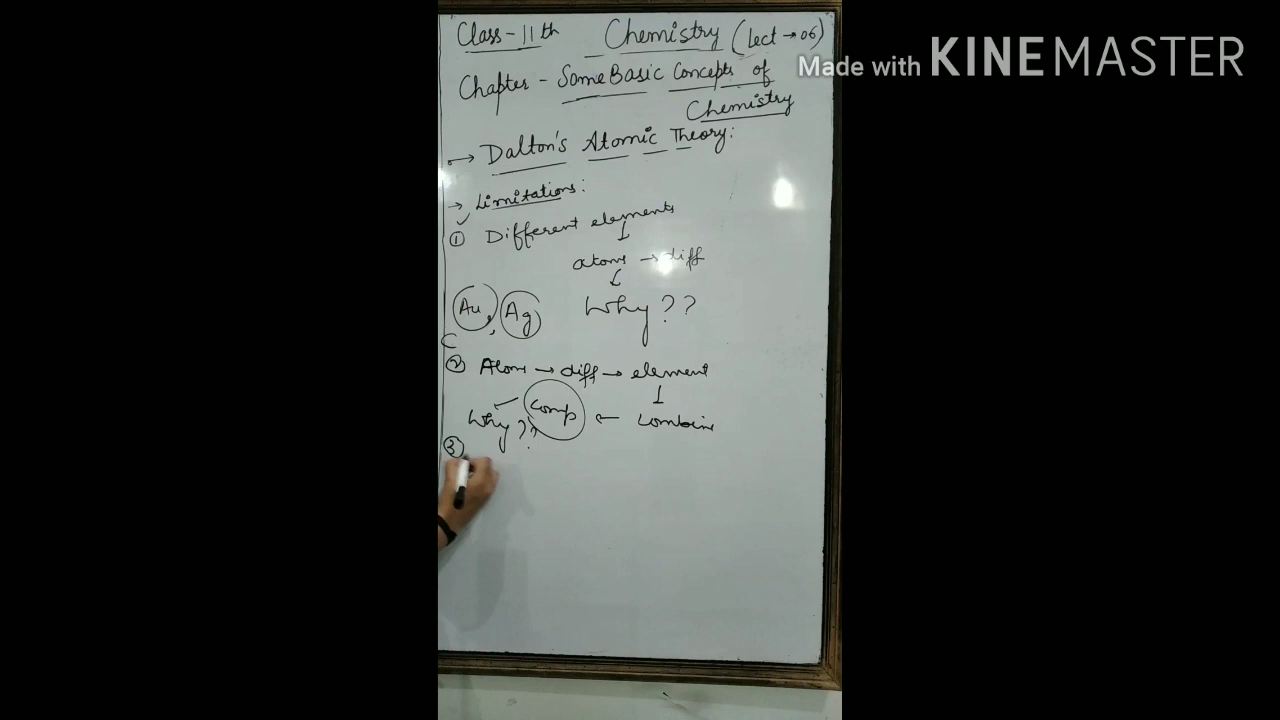 Class-11th Chemistry (Lect → 06)
Made with KINEMASTER
Chapter - Some Basic Concepts of
Chemistry
→ Dalton's Atomic Theory:
→ Limitations:
① Different elements
atoms → diff
Why ??
Au, Ag
C
② Atoms → diff → element
Why ?? Comp ← Combine
③